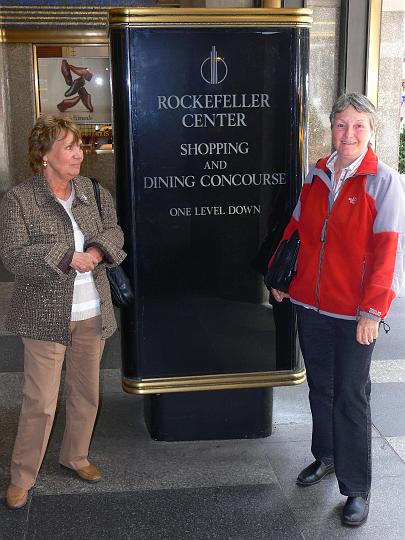 ROCKEFELLER
CENTER
SHOPPING
AND
DINING CONCOURSE
ONE LEVEL DOWN